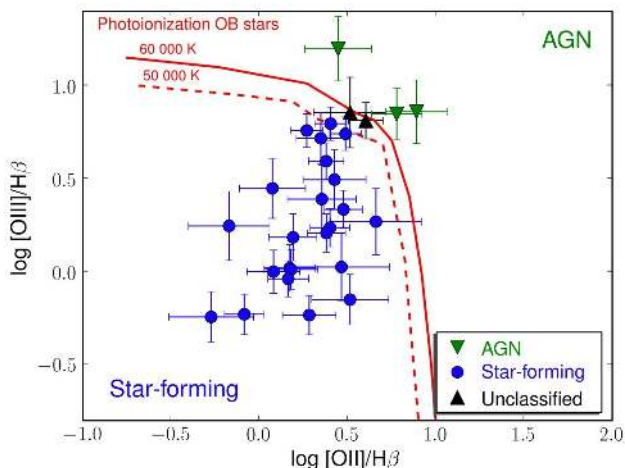 Photoionization OB stars
60 000 K
50 000 K
AGN
Star-forming
AGN
Star-forming
Unclassified
log [OIII]/Hβ
1.0
0.5
0.0
−0.5
−1.0 −0.5 0.0 0.5 1.0 1.5 2.0
log [OII]/Hβ